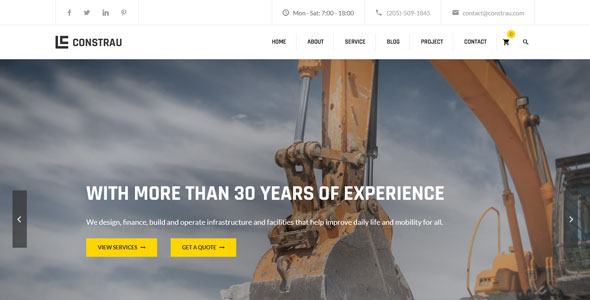 Mon - Sat: 7:00 - 18:00 (205)-509-1845 contact@constrau.com
CONSTRAU HOME ABOUT SERVICE BLOG PROJECT CONTACT 0
WITH MORE THAN 30 YEARS OF EXPERIENCE
We design, finance, build and operate infrastructure and facilities that help improve daily life and mobility for all.
VIEW SERVICES → GET A QUOTE →